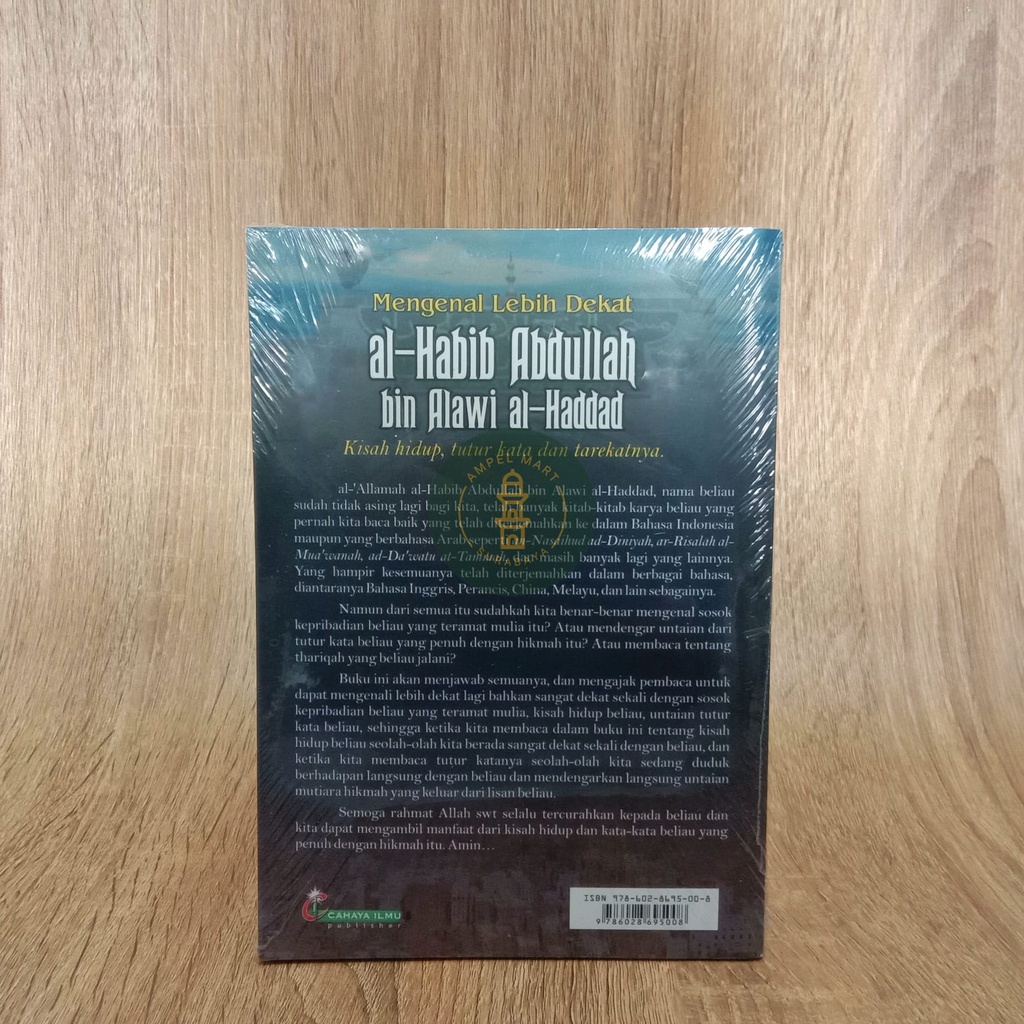 Mengenal Lebih Dekat
al-Habib Abdullah
bin Alawi al-Haddad
Kisah hidup, tutur kata dan tarekatnya.
AMPEL MART
SURABAYA
al-'Allamah al-Habib Abdullah bin Alawi al-Haddad, nama beliau
sudah tidak asing lagi bagi kita, telah banyak kitab-kitab karya beliau yang
pernah kita baca baik yang telah diterjemahkan ke dalam Bahasa Indonesia
maupun yang berbahasa Arab seperti an-Nasaihud ad-Diniyah, ar-Risalah al-
Mua'wanah, ad-Da'watu at-Tammah, dan masih banyak lagi yang lainnya.
Yang hampir kesemuanya telah diterjemahkan dalam berbagai bahasa,
diantaranya Bahasa Inggris, Perancis, China, Melayu, dan lain sebagainya.
Namun dari semua itu sudahkah kita benar-benar mengenal sosok
kepribadian beliau yang teramat mulia itu? Atau mendengar untaian dari
tutur kata beliau yang penuh dengan hikmah itu? Atau membaca tentang
thariqah yang beliau jalani?
Buku ini akan menjawab semuanya, dan mengajak pembaca untuk
dapat mengenali lebih dekat lagi bahkan sangat dekat sekali dengan sosok
kepribadian beliau yang teramat mulia, kisah hidup beliau, untaian tutur
kata beliau, sehingga ketika kita membaca dalam buku ini tentang kisah
hidup beliau seolah-olah kita berada sangat dekat sekali dengan beliau, dan
ketika kita membaca tutur katanya seolah-olah kita sedang duduk
berhadapan langsung dengan beliau dan mendengarkan langsung untaian
mutiara hikmah yang keluar dari lisan beliau.
Semoga rahmat Allah swt selalu tercurahkan kepada beliau dan
kita dapat mengambil manfaat dari kisah hidup dan kata-kata beliau yang
penuh dengan hikmah itu. Amin...
CAHAYA ILMU
publisher
ISBN 978-602-8695-00-8
9 786028 695008